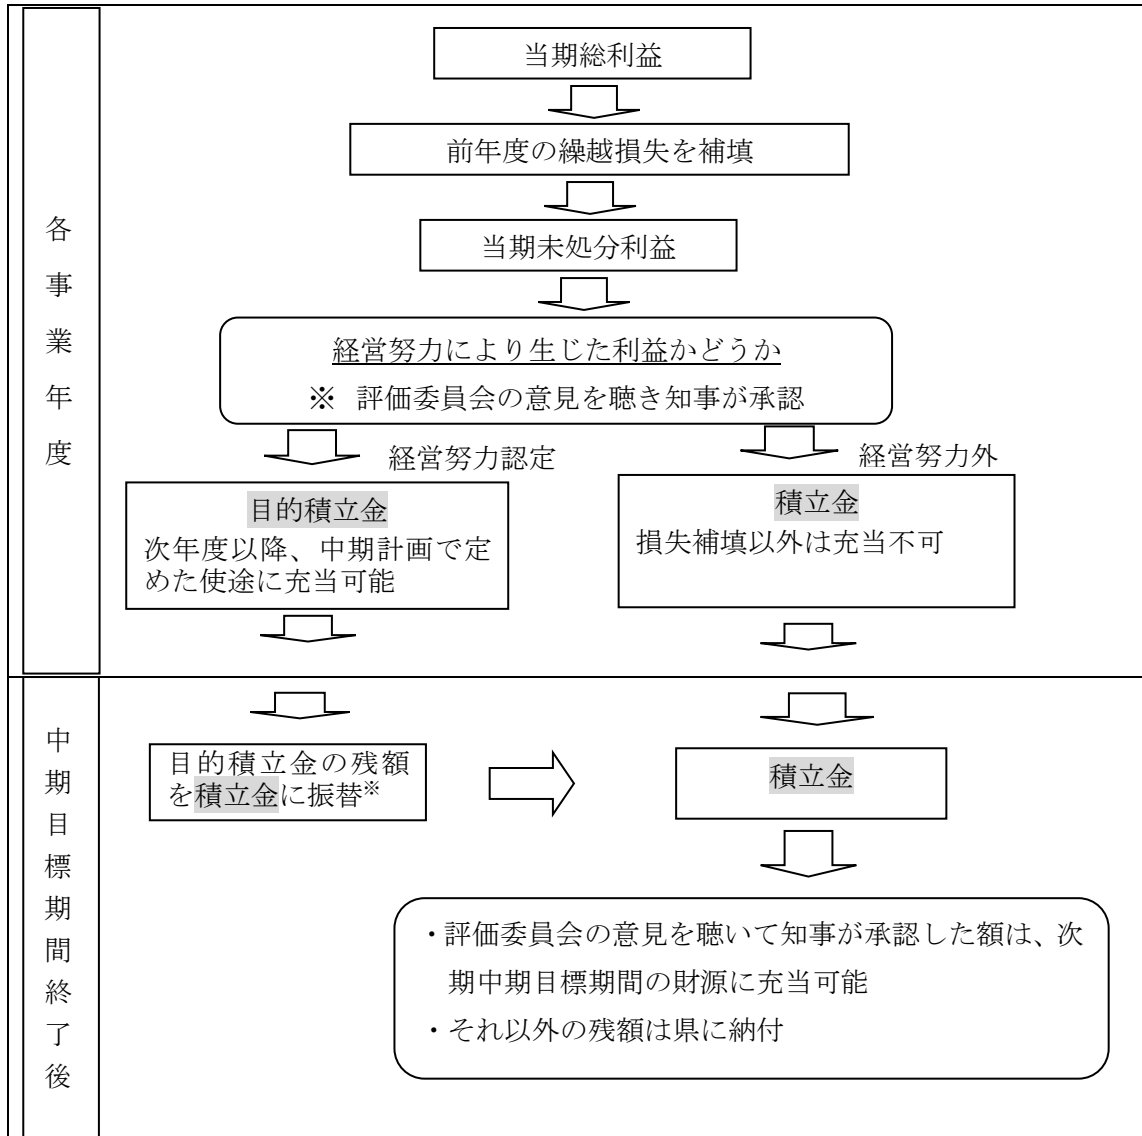 各事業年度
当期総利益
前年度の繰越損失を補填
当期未処分利益
経営努力により生じた利益かどうか
※ 評価委員会の意見を聴き知事が承認
経営努力認定
経営努力外
目的積立金
次年度以降、中期計画で定
めた使途に充当可能
積立金
損失補填以外は充当不可
中期目標期間終了後
目的積立金の残額
を積立金に振替※
積立金
・評価委員会の意見を聴いて知事が承認した額は、次
期中期目標期間の財源に充当可能
・それ以外の残額は県に納付